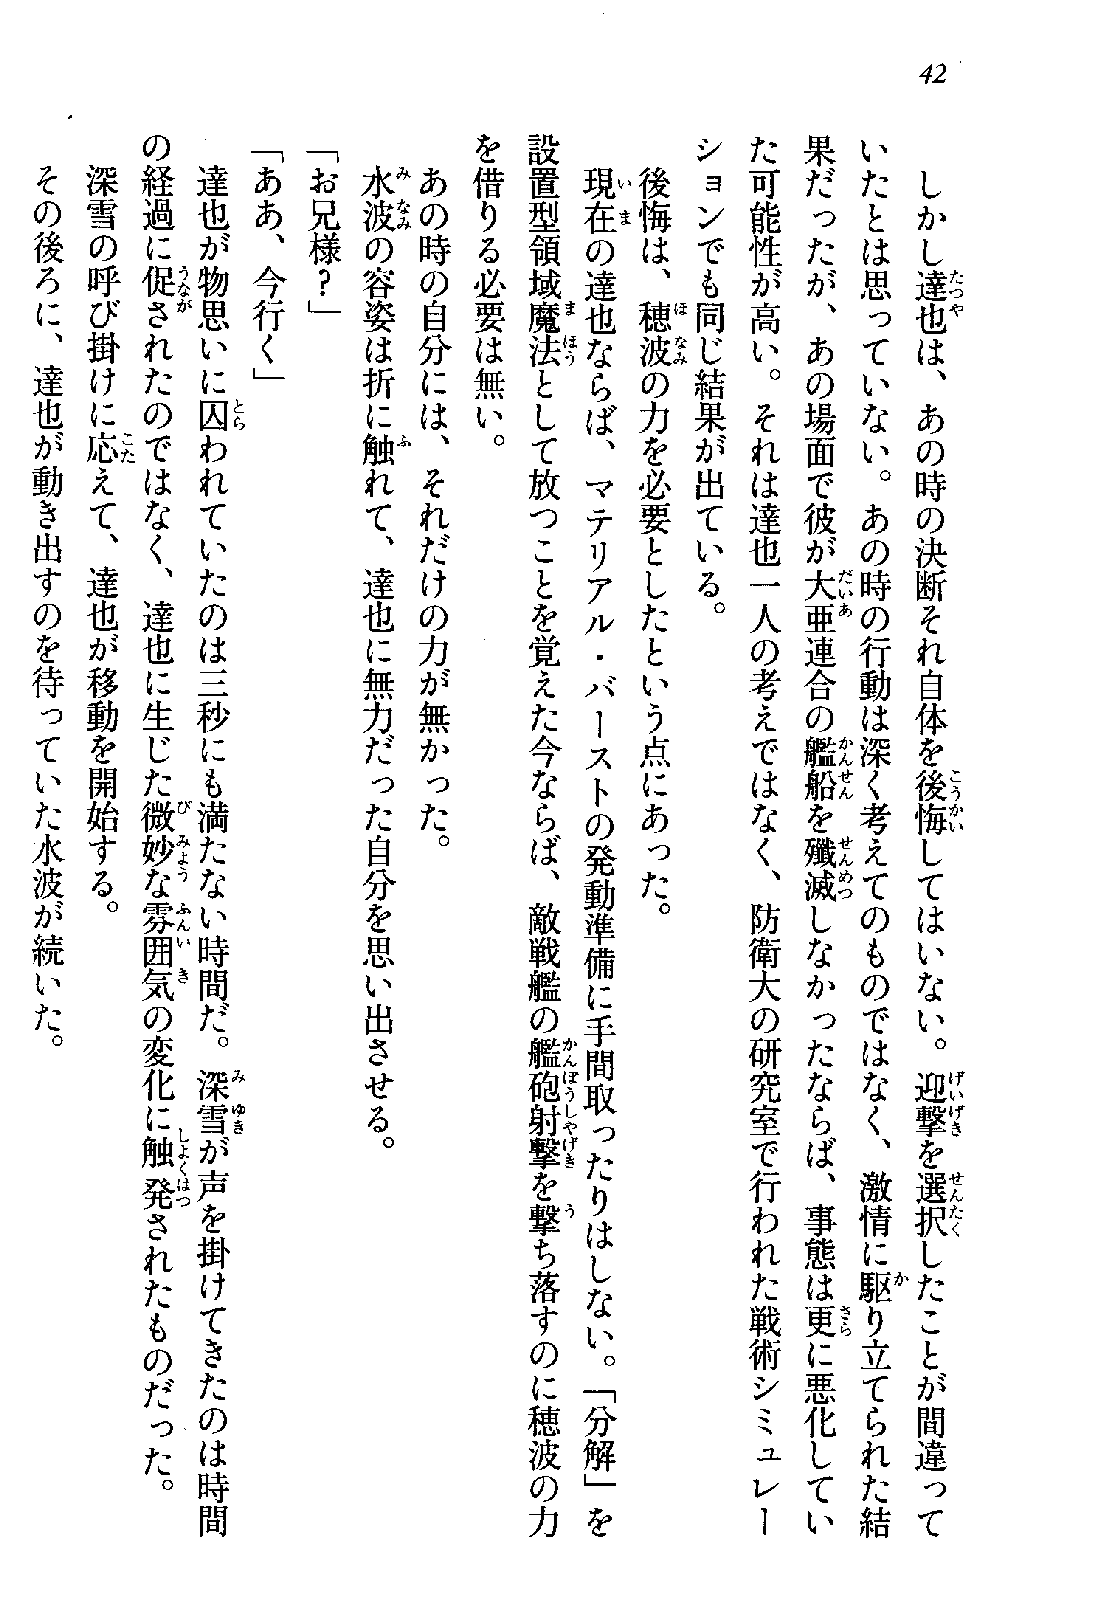 42
しかし達也は、あの時の決断それ自体を後悔してはいない。迎撃を選択したことが間違って
いたとは思っていない。あの時の行動は深く考えてのものではなく、激情に駆り立てられた結
果だったが、あの場面で彼が大亜連合の艦船を殲滅しなかったならば、事態は更に悪化してい
た可能性が高い。それは達也一人の考えではなく、防衛大の研究室で行われた戦術シミュレー
ションでも同じ結果が出ている。
後悔は、穂波の力を必要としたという点にあった。
現在の達也ならば、マテリアル・バーストの発動準備に手間取ったりはしない。「分解」を
設置型領域魔法として放つことを覚えた今ならば、敵戦艦の艦砲射撃を撃ち落すのに穂波の力
を借りる必要は無い。
あの時の自分には、それだけの力が無かった。
水波の容姿は折に触れて、達也に無力だった自分を思い出させる。
「お兄様?」
「ああ、今行く」
達也が物思いに囚われていたのは三秒にも満たない時間だ。深雪が声を掛けてきたのは時間
の経過に促されたのではなく、達也に生じた微妙な雰囲気の変化に触発されたものだった。
深雪の呼び掛けに応えて、達也が移動を開始する。
その後ろに、達也が動き出すのを待っていた水波が続いた。